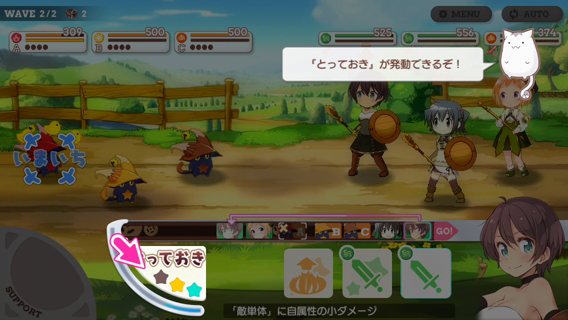 WAVE 2/2 2
MENU
AUTO
309
500
500
525
556
374
A
B
C
「とっておき」が発動できるぞ！
いまいち
B
C
GO!
っておき
SUPPORT
「敵単体」に自属性の小ダメージ